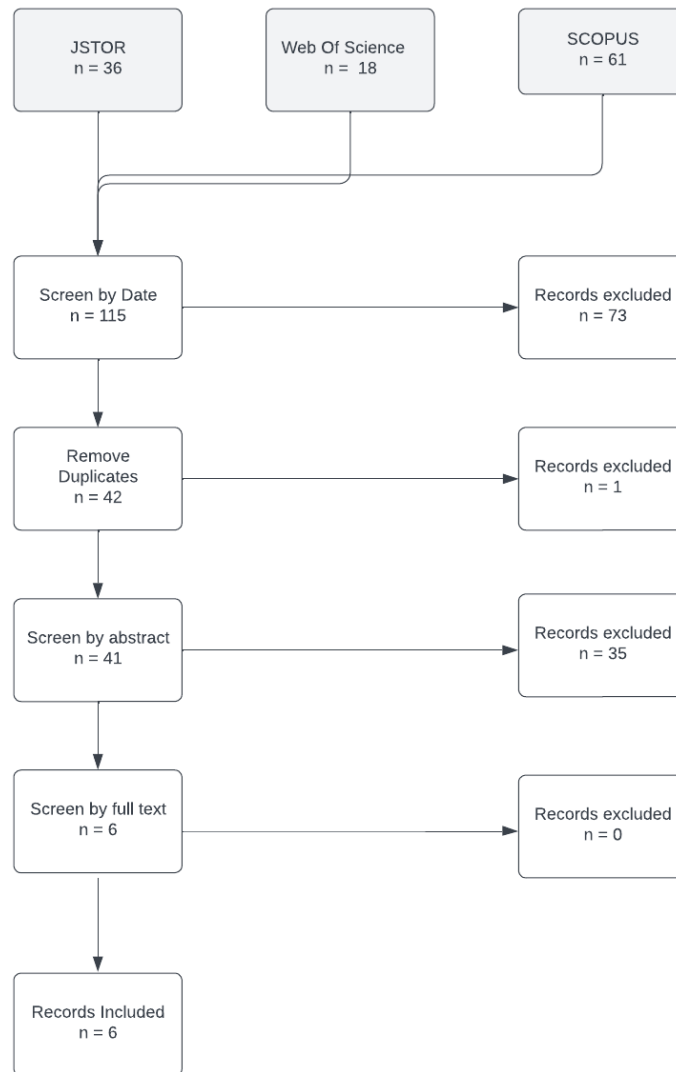 JSTOR
n = 36
Web Of Science
n = 18
SCOPUS
n = 61
Screen by Date
n = 115
Records excluded
n = 73
Remove
Duplicates
n = 42
Records excluded
n = 1
Screen by abstract
n = 41
Records excluded
n = 35
Screen by full text
n = 6
Records excluded
n = 0
Records Included
n = 6